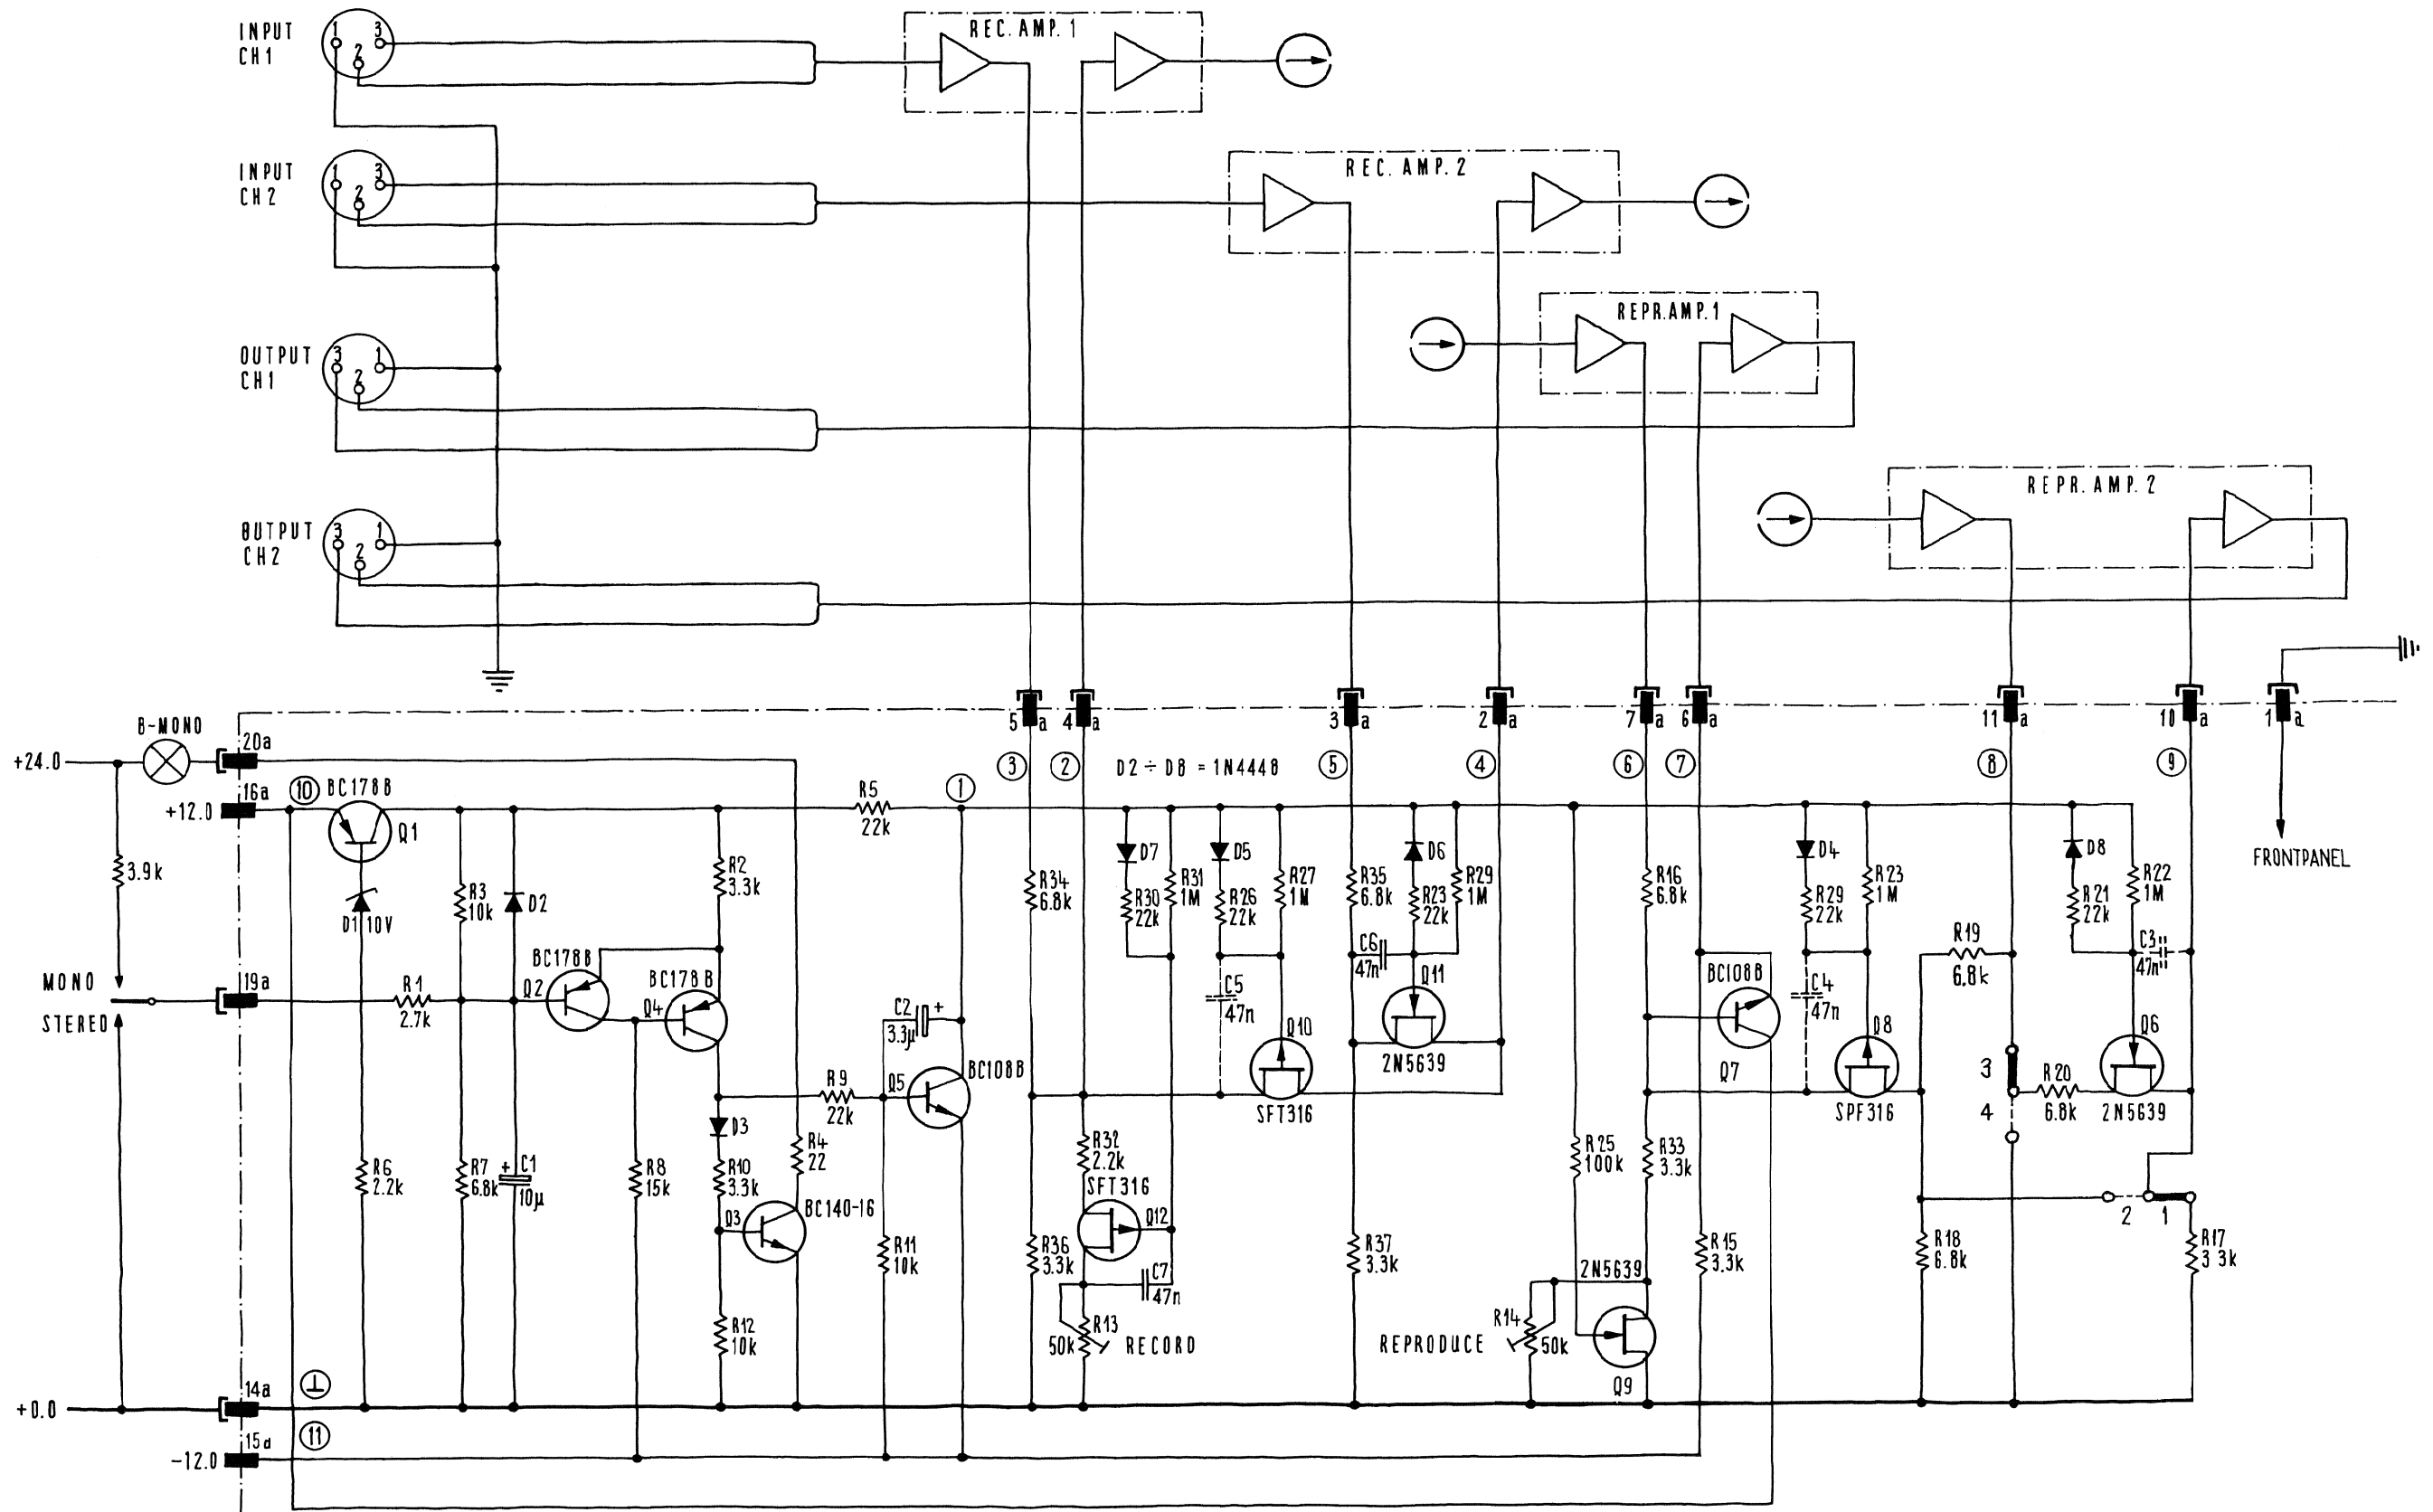 INPUT
CH1
1 3
2
REC. AMP. 1
INPUT
CH2
1 3
2
REC. AMP. 2
REPR.AMP.1
OUTPUT
CH1
3 1
2
REPR. AMP. 2
OUTPUT
CH2
3 1
2
5 a
4 a
3 a
2 a
7 a
6 a
11 a
10 a
1 a
B-MONO
20a
+24.0
16a
+12.0
10
BC178B
Q1
R5
22k
1
3
2
D2 ÷ D8 = 1N4448
5
4
6
7
8
9
FRONTPANEL
3.9k
D1 10V
R3
10k
D2
R2
3.3k
R34
6.8k
D7
R30
22k
R31
1M
D5
R26
22k
R27
1M
R35
6.8k
D6
R23
22k
R29
1M
R16
6.8k
D4
R29
22k
R23
1M
R19
6.8k
D8
R21
22k
R22
1M
C3
47n
MONO
STEREO
19a
R1
2.7k
BC178B
Q2
BC178B
Q4
C2 +
3.3µ
C5
47n
Q10
SFT316
C6
47n
Q11
2N5639
BC108B
Q7
C4
47n
Q8
SPF316
3
4
R20
6.8k
Q6
2N5639
R9
22k
Q5
BC108B
D3
R4
22
R6
2.2k
R7
6.8k
+ C1
10µ
R8
15k
R10
3.3k
Q3
BC140-16
R12
10k
R11
10k
R32
2.2k
SFT316
Q12
R36
3.3k
C7
47n
R13
50k
RECORD
R37
3.3k
R25
100k
R33
3.3k
2N5639
R14
50k
REPRODUCE
Q9
R15
3.3k
R18
6.8k
2 1
R17
3 3k
14a
⊥
+0.0
11
15d
-12.0